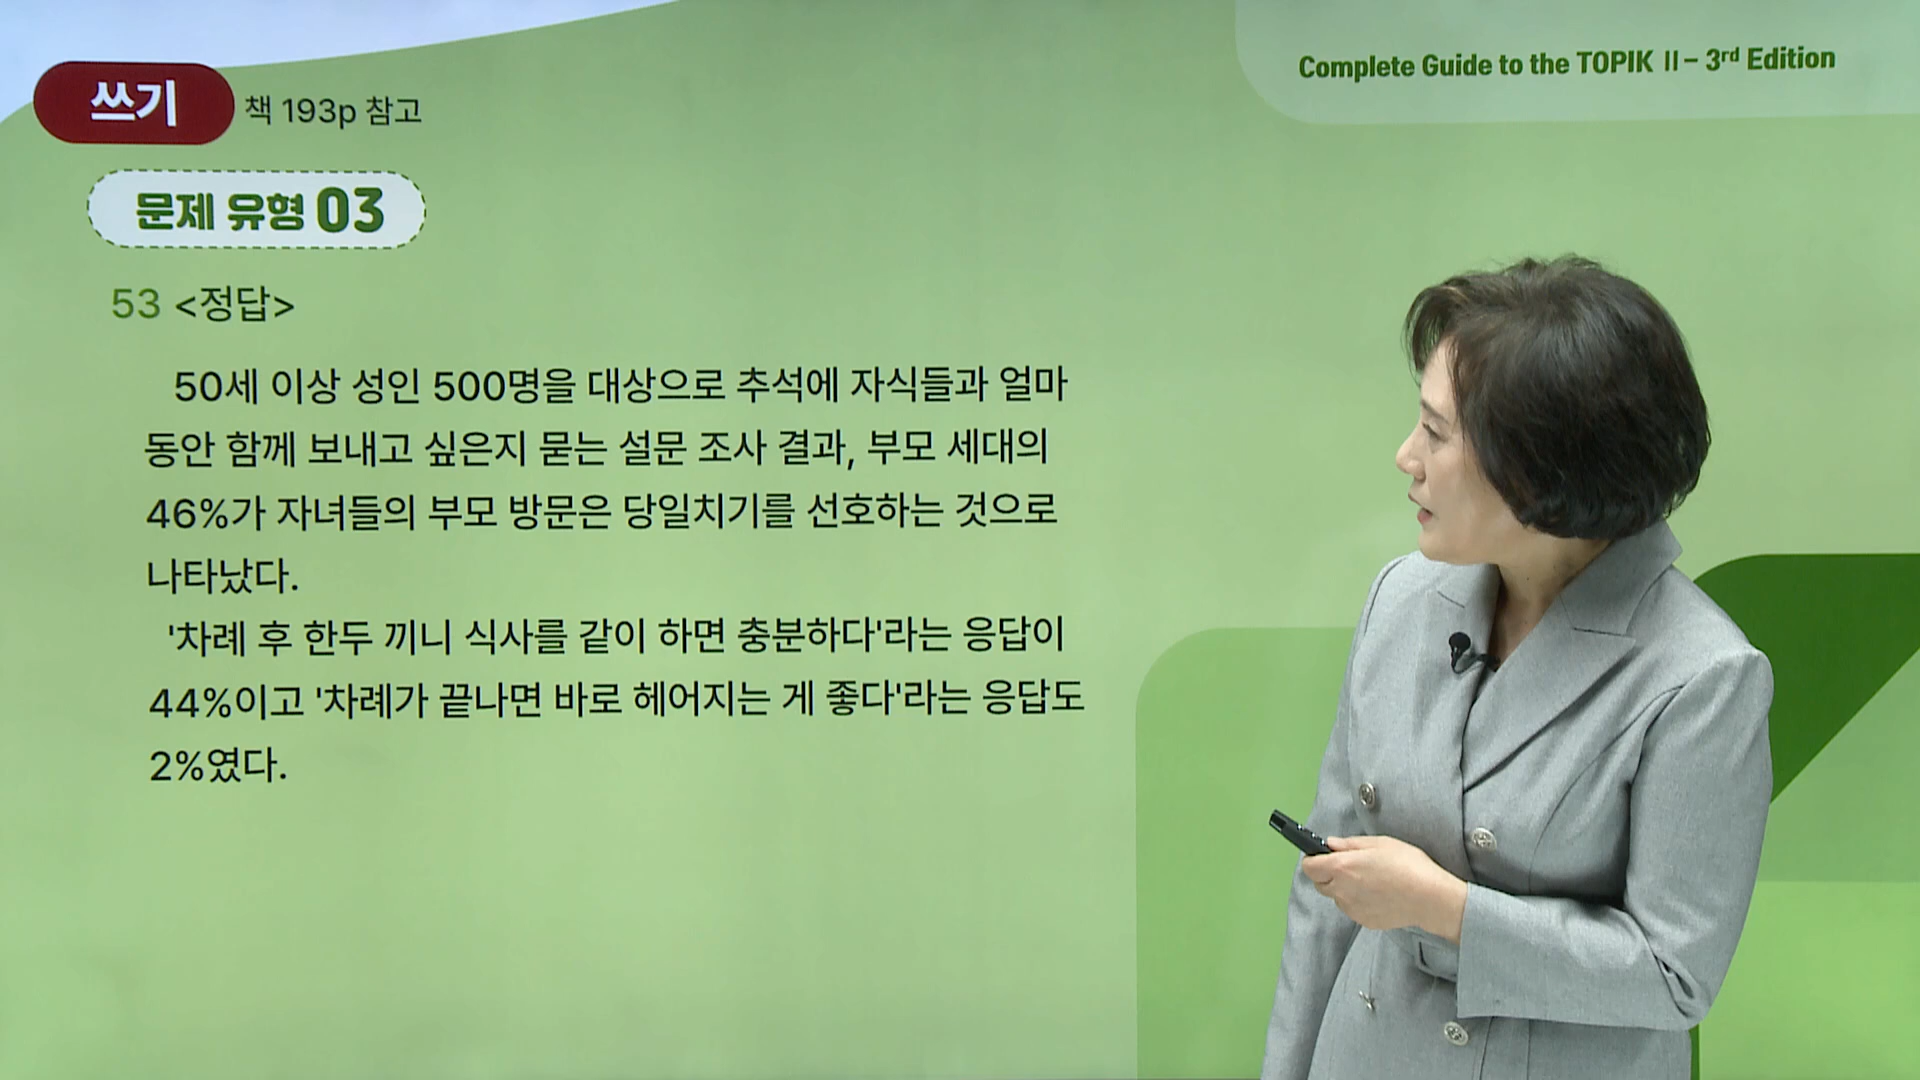 쓰기 책 193p 참고
Complete Guide to the TOPIK Ⅱ – 3rd Edition
문제 유형 03
53 <정답>
50세 이상 성인 500명을 대상으로 추석에 자식들과 얼마
동안 함께 보내고 싶은지 묻는 설문 조사 결과, 부모 세대의
46%가 자녀들의 부모 방문은 당일치기를 선호하는 것으로
나타났다.
'차례 후 한두 끼니 식사를 같이 하면 충분하다'라는 응답이
44%이고 '차례가 끝나면 바로 헤어지는 게 좋다'라는 응답도
2%였다.